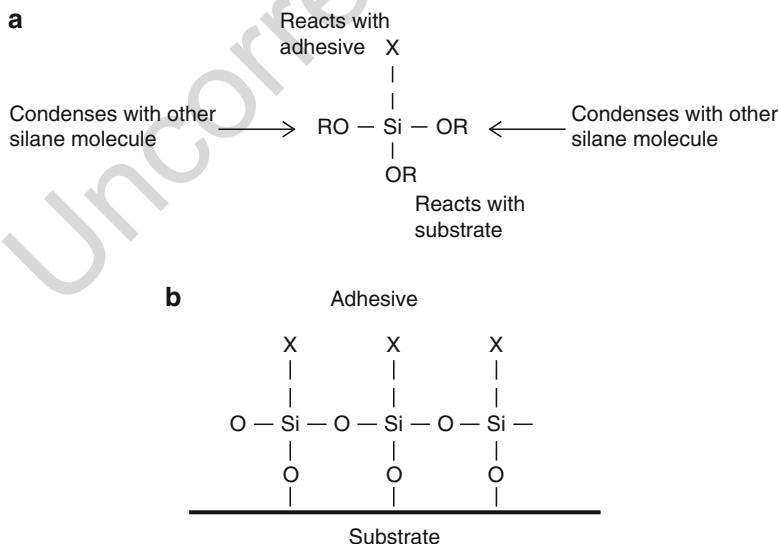 a
Reacts with
adhesive X
Condenses with other
silane molecule
RO — Si — OR
Condenses with other
silane molecule
OR
Reacts with
substrate
b
Adhesive
X X X
O — Si — O — Si — O — Si —
O O O
Substrate
Uncorre